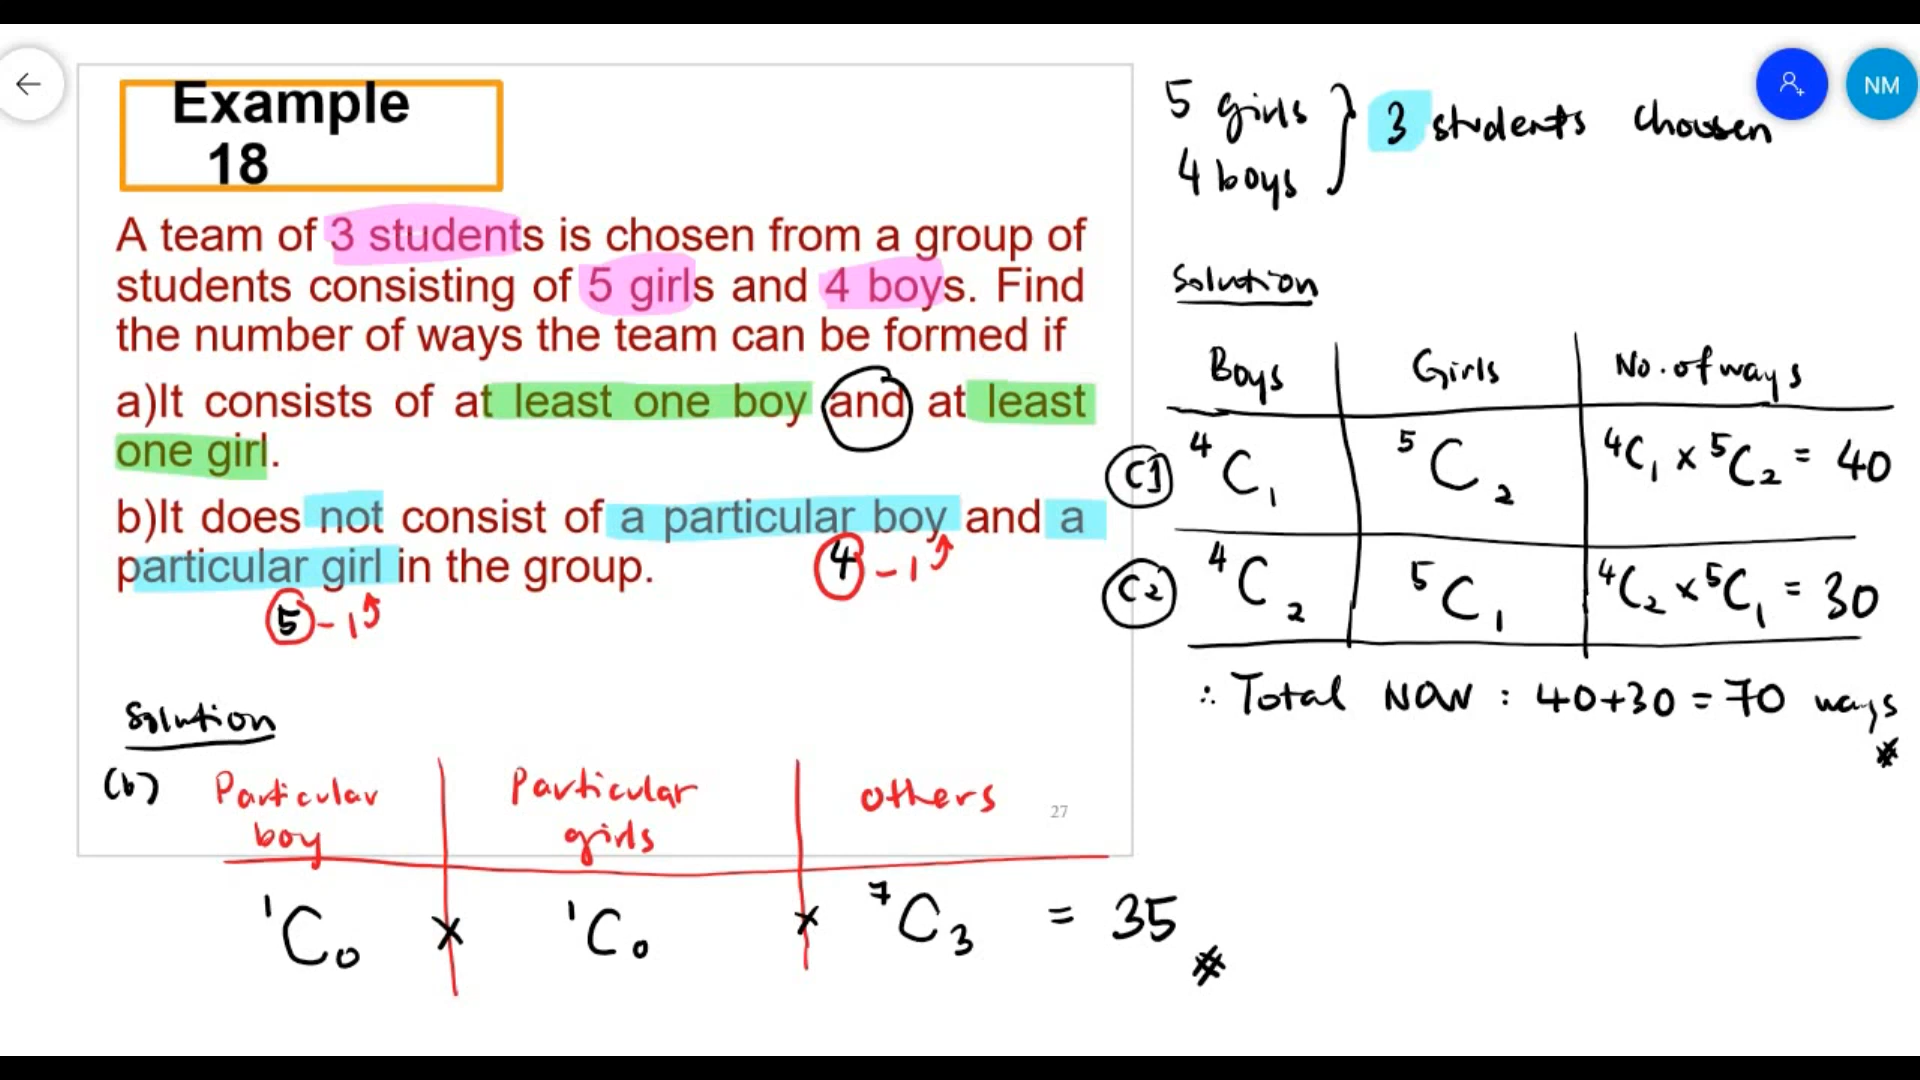 Example
18
A team of 3 students is chosen from a group of
students consisting of 5 girls and 4 boys. Find
the number of ways the team can be formed if
a)It consists of at least one boy and at least
one girl.
b)It does not consist of a particular boy and a
particular girl in the group.
4 - 1
5 - 1
Solution
(b) Particular boy | Particular girls | others
27
¹C₀ × ¹C₀ × ⁷C₃ = 35 #
NM
5 girls
4 boys
} 3 students chousen
Solution
Boys | Girls | No. of ways
C1 ⁴C₁ | ⁵C₂ | ⁴C₁ × ⁵C₂ = 40
C2 ⁴C₂ | ⁵C₁ | ⁴C₂ × ⁵C₁ = 30
∴ Total NOW : 40+30 = 70 ways
#